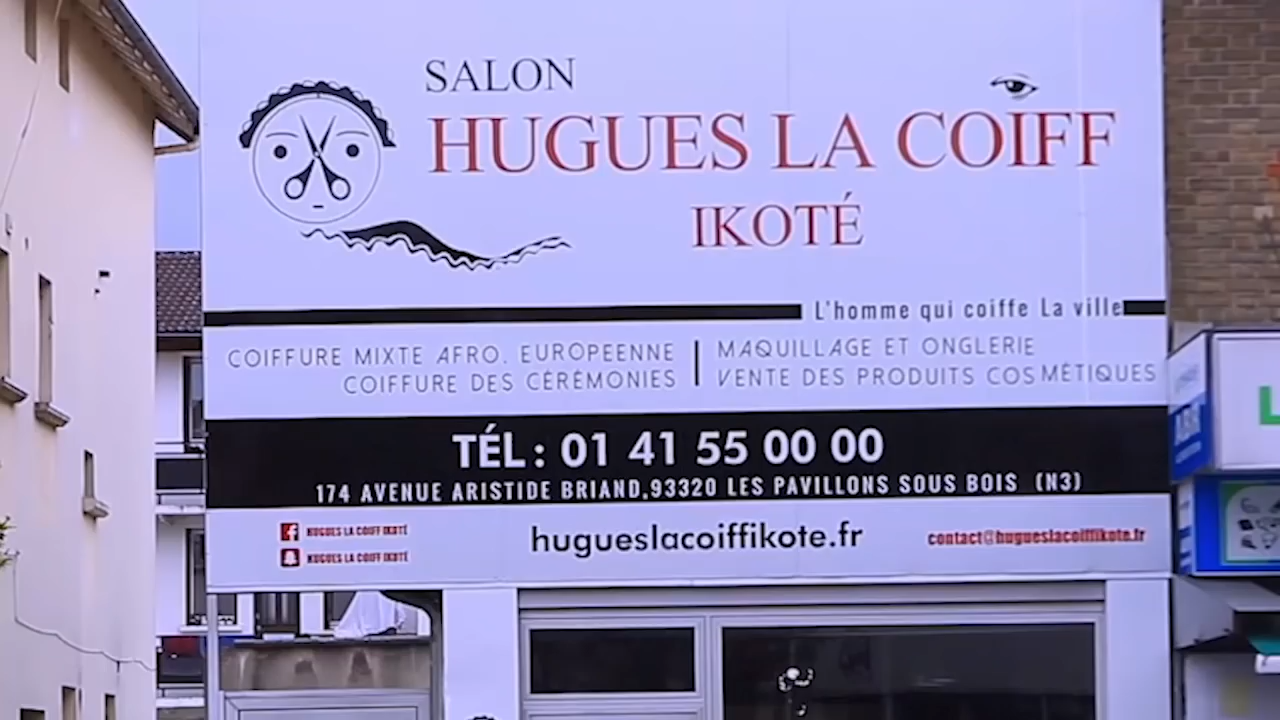 SALON
HUGUES LA COIFF
IKOTÉ
L'homme qui coiffe La ville
COIFFURE MIXTE AFRO. EUROPEENNE
COIFFURE DES CÉRÉMONIES
MAQUILLAGE ET ONGLERIE
VENTE DES PRODUITS COSMÉTIQUES
TÉL : 01 41 55 00 00
174 AVENUE ARISTIDE BRIAND.93320 LES PAVILLONS SOUS BOIS (N3)
HUGUES LA COIFF IKOTÉ
HUGUES LA COIFF IKOTÉ
hugueslacoiffikote.fr
contact@hugueslacoiffikote.fr